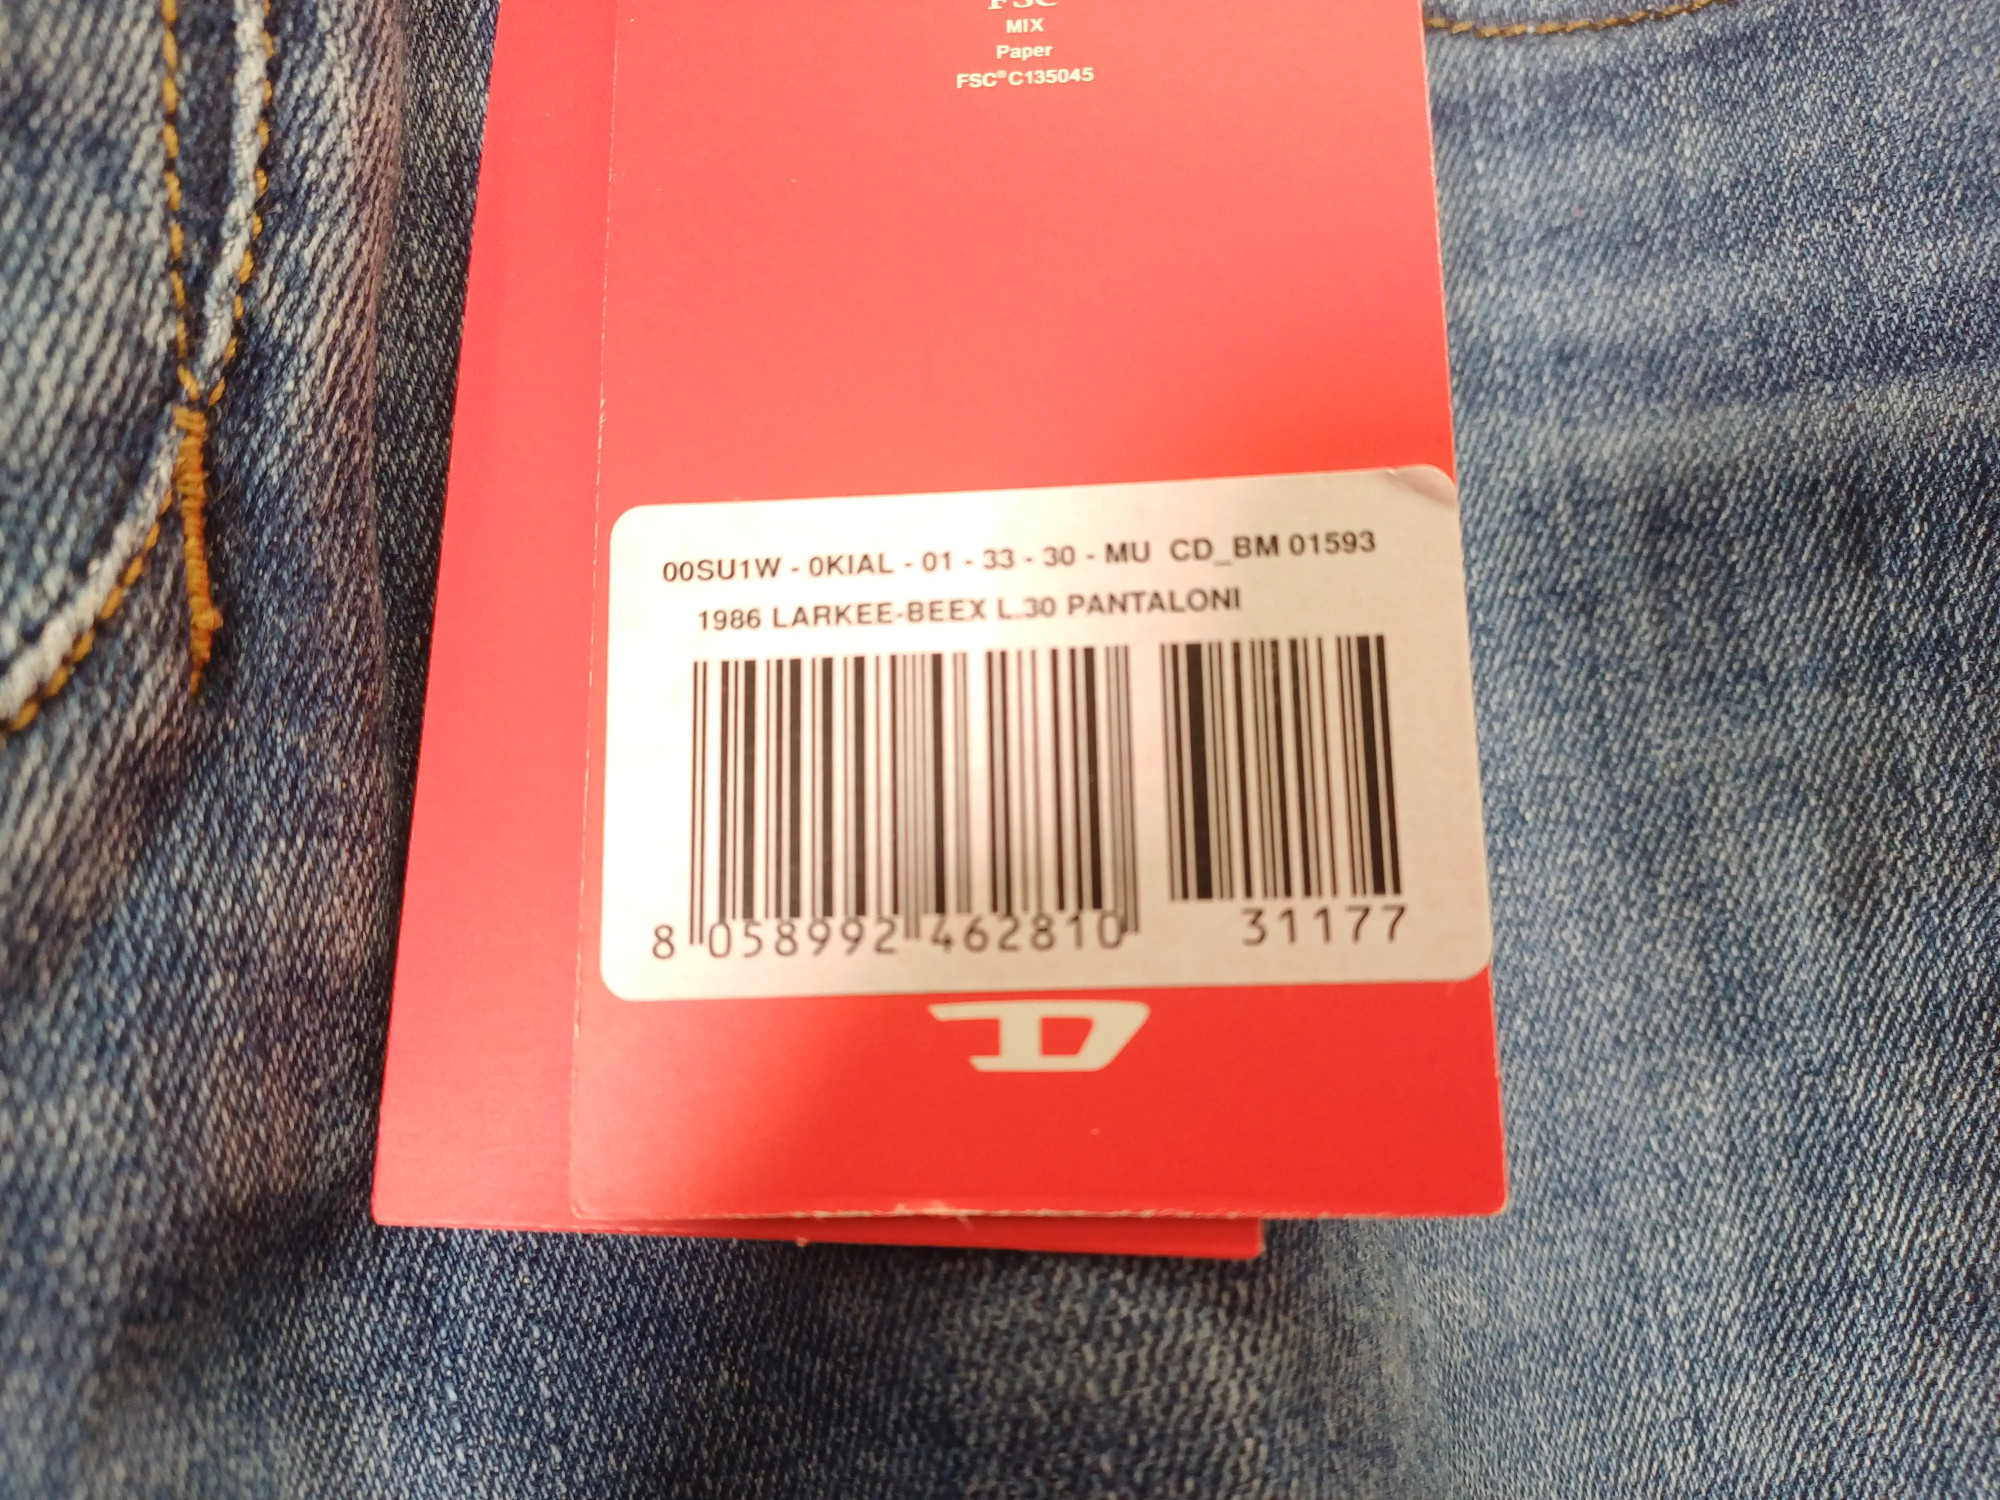 FSC
MIX
Paper
FSC® C135045
00SU1W - 0KIAL - 01 - 33 - 30 - MU CD_BM 01593
1986 LARKEE-BEEX L.30 PANTALONI
8 058992 462810 31177
D